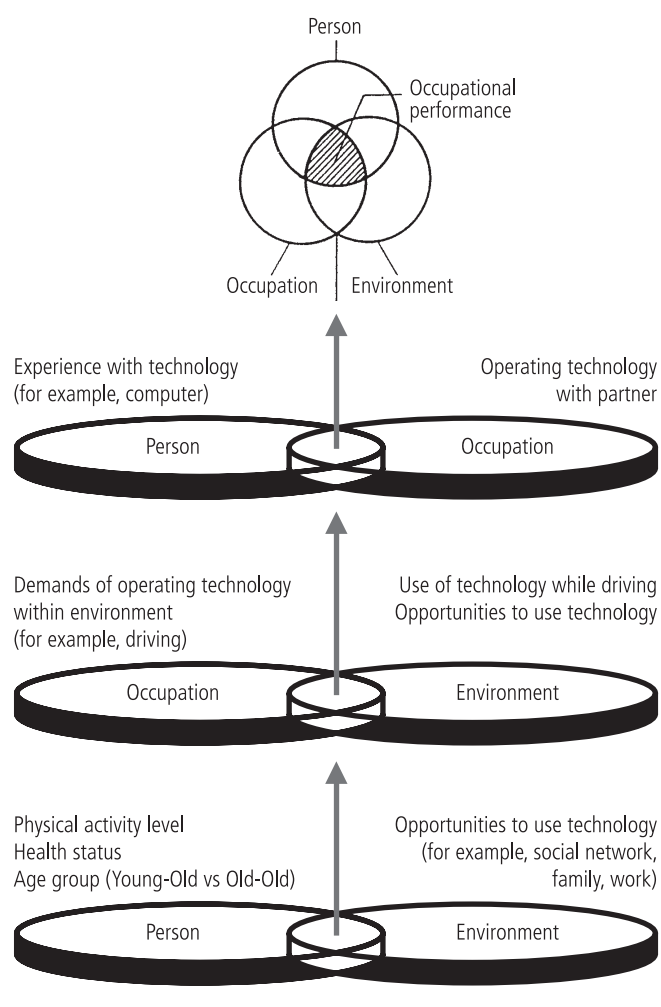 Person
Occupational
performance
Occupation
Environment
Experience with technology
(for example, computer)
Operating technology
with partner
Person
Occupation
Demands of operating technology
within environment
(for example, driving)
Use of technology while driving
Opportunities to use technology
Occupation
Environment
Physical activity level
Health status
Age group (Young-Old vs Old-Old)
Opportunities to use technology
(for example, social network,
family, work)
Person
Environment